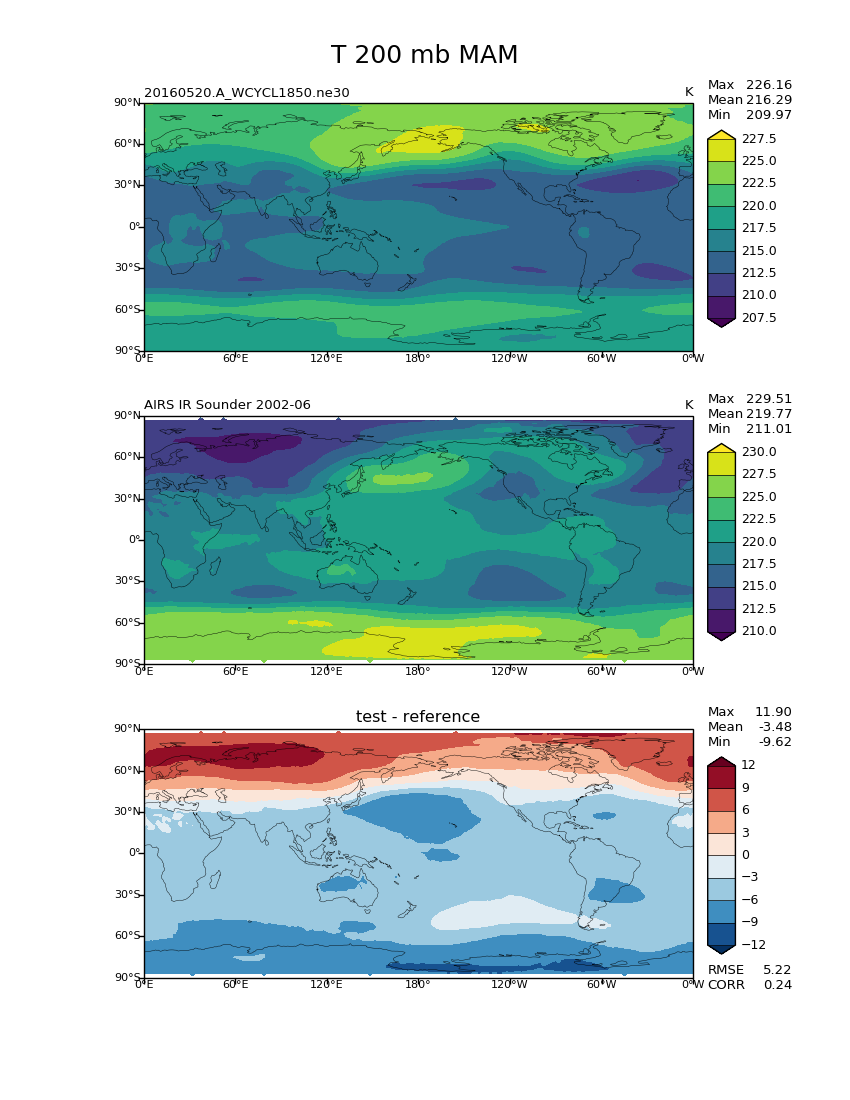 T 200 mb MAM
20160520.A_WCYCL1850.ne30
K
Max 226.16
Mean 216.29
Min 209.97
90°N
60°N
30°N
0°
30°S
60°S
90°S
0°E 60°E 120°E 180° 120°W 60°W 0°W
227.5
225.0
222.5
220.0
217.5
215.0
212.5
210.0
207.5
AIRS IR Sounder 2002-06
K
Max 229.51
Mean 219.77
Min 211.01
90°N
60°N
30°N
0°
30°S
60°S
90°S
0°E 60°E 120°E 180° 120°W 60°W 0°W
230.0
227.5
225.0
222.5
220.0
217.5
215.0
212.5
210.0
test - reference
Max 11.90
Mean -3.48
Min -9.62
90°N
60°N
30°N
0°
30°S
60°S
90°S
0°E 60°E 120°E 180° 120°W 60°W 0°W
12
9
6
3
0
−3
−6
−9
−12
RMSE 5.22
CORR 0.24